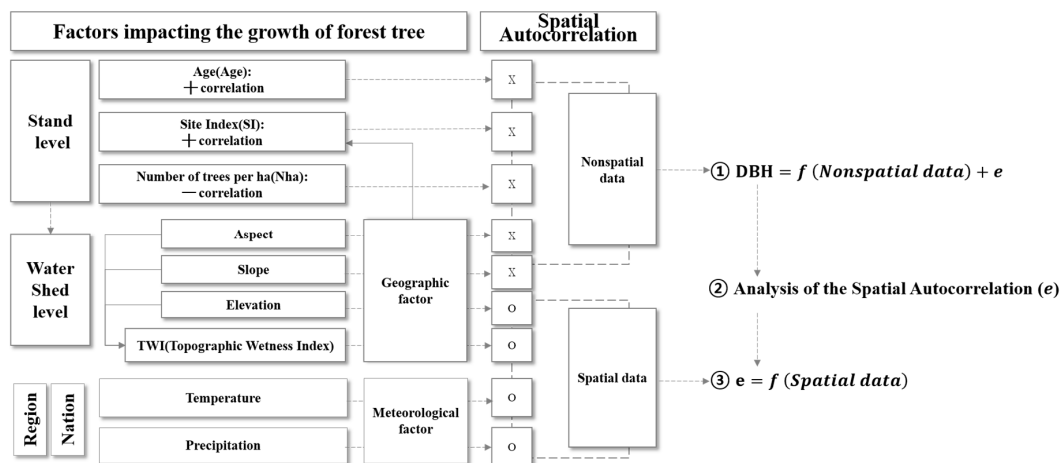 Factors impacting the growth of forest tree
Spatial
Autocorrelation
Stand
level
Age(Age):
+ correlation
X
Site Index(SI):
+ correlation
X
Number of trees per ha(Nha):
— correlation
X
Nonspatial
data
① DBH = f (Nonspatial data) + e
Water
Shed
level
Aspect
X
Slope
X
Elevation
O
TWI(Topographic Wetness Index)
O
Geographic
factor
② Analysis of the Spatial Autocorrelation (e)
Region
Nation
Temperature
O
Precipitation
O
Meteorological
factor
Spatial data
③ e = f (Spatial data)